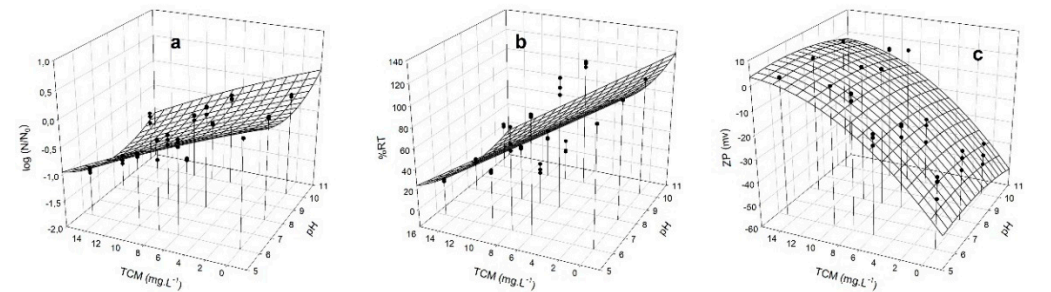 a
1,0
0,5
0,0
-0,5
-1,0
-1,5
-2,0
log (N/N₀)
14 12 10 8 6 4 2 0
TCM (mg.L⁻¹)
5 6 7 8 9 10 11
pH
b
140
120
100
80
60
40
20
0
%RT
16 14 12 10 8 6 4 2 0
TCM (mg.L⁻¹)
5 6 7 8 9 10 11
pH
c
10
0
-10
-20
-30
-40
-50
-60
ZP (mv)
14 12 10 8 6 4 2 0
TCM (mg.L⁻¹)
5 6 7 8 9 10 11
pH